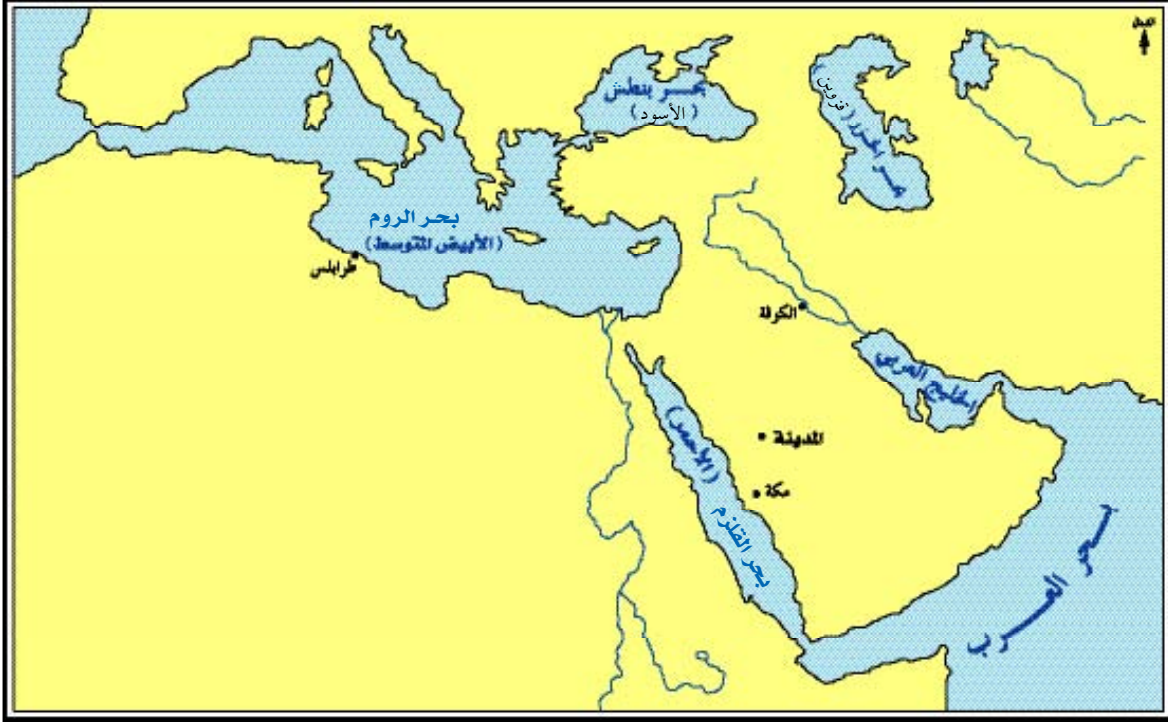 الشمال
بحر بنطس
(الأسود)
بحر الخزر (قزوين)
بحر الروم
(الأبيض المتوسط)
طرابلس
الكوفة
الخليج العربي
المدينة
مكة
(الأحمر)
بحر القلزم
بحر العرب